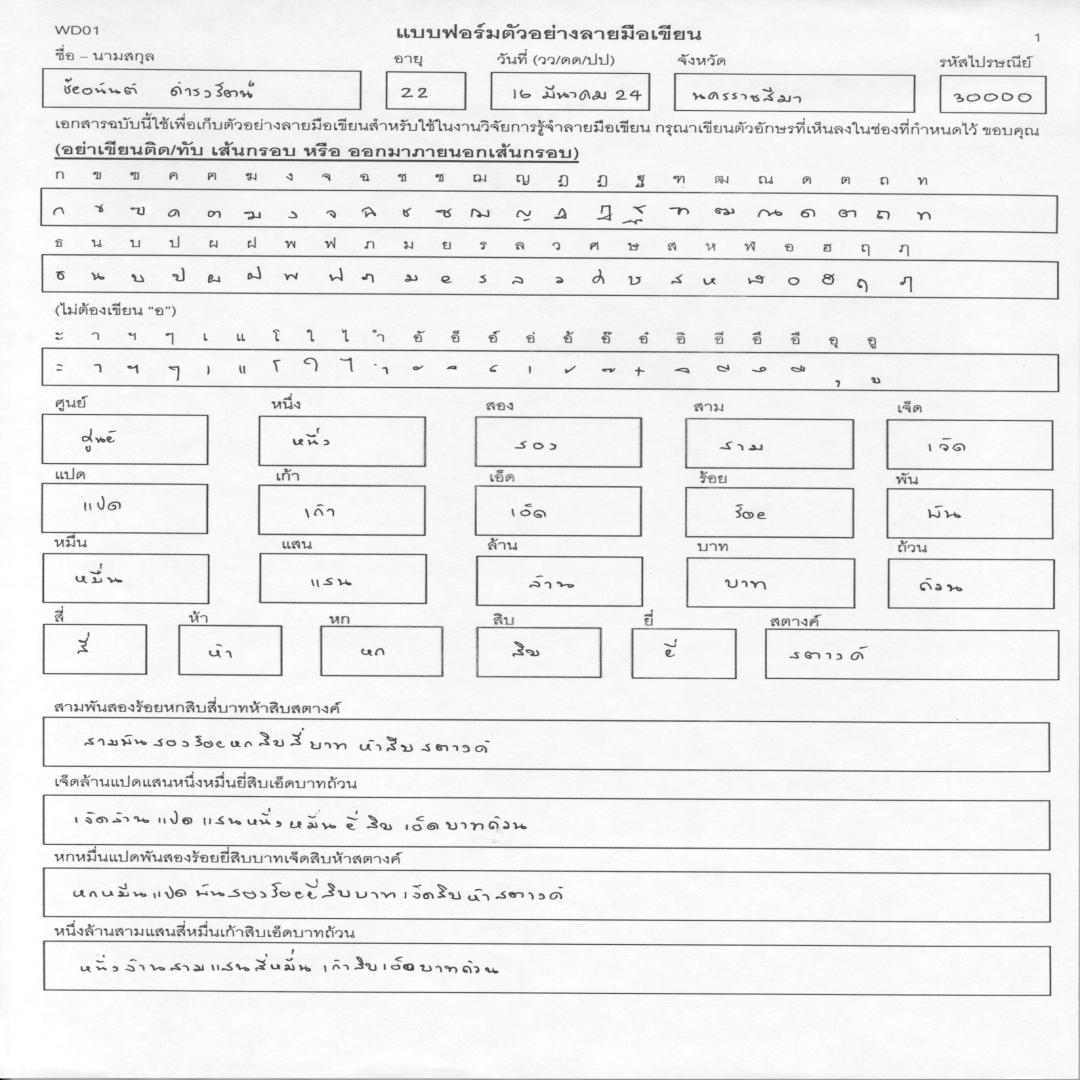 WD01
แบบฟอร์มตัวอย่างลายมือเขียน
1
ชื่อ – นามสกุล อายุ วันที่ (วว/ดด/ปป) จังหวัด รหัสไปรษณีย์
22 16 มีนาคม 24 นครราชสีมา 30000
เอกสารฉบับนี้ใช้เพื่อเก็บตัวอย่างลายมือเขียนสำหรับใช้ในงานวิจัยการรู้จำลายมือเขียน กรุณาเขียนตัวอักษรที่เห็นลงในช่องที่กำหนดไว้ ขอบคุณ
(อย่าเขียนติด/ทับ เส้นกรอบ หรือ ออกมาภายนอกเส้นกรอบ)
ก ข ฃ ค ฅ ฆ ง จ ฉ ช ซ ฌ ญ ฎ ฏ ฐ ฑ ฒ ณ ด ต ถ ท
ก ข ฃ ค ฅ ฆ ง จ ฉ ช ซ ฌ ญ ฎ ฏ ฐ ฑ ฒ ณ ด ต ถ ท
ธ น บ ป ผ ฝ พ ฟ ภ ม ย ร ล ว ศ ษ ส ห ฬ อ ฮ ฤ ฦ
ธ น บ ป ผ ฝ พ ฟ ภ ม ย ร ล ว ศ ษ ส ห ฬ อ ฮ ฤ ฦ
(ไม่ต้องเขียน "อ")
ะ า ฯ ๆ เ แ โ ใ ไ ำ อั อ็ อ์ อ่ อ้ อ๊ อ๋ อิ อี อึ อื อุ อู
ะ า ฯ ๆ เ แ โ ใ ไ ำ ั ็ ์ ่ ้ ๊ ๋ ิ ี ึ ื ุ ู
ศูนย์ หนึ่ง สอง สาม เจ็ด
ศูนย์ หนึ่ง สอง สาม เจ็ด
แปด เก้า เอ็ด ร้อย พัน
แปด เก้า เอ็ด ร้อย พัน
หมื่น แสน ล้าน บาท ถ้วน
หมื่น แสน ล้าน บาท ถ้วน
สี่ ห้า หก สิบ ยี่ สตางค์
สี่ ห้า หก สิบ ยี่ สตางค์
สามพันสองร้อยหกสิบสี่บาทห้าสิบสตางค์
สามพันสองร้อยหกสิบสี่บาท ห้าสิบ สตางค์
เจ็ดล้านแปดแสนหนึ่งหมื่นยี่สิบเอ็ดบาทถ้วน
เจ็ดล้าน แปด แสนหนึ่ง หมื่น ยี่ สิบ เอ็ดบาทถ้วน
หกหมื่นแปดพันสองร้อยยี่สิบบาทเจ็ดสิบห้าสตางค์
หกหมื่นแปด พันสองร้อยยี่ สิบบาท เจ็ดสิบ ห้า สตางค์
หนึ่งล้านสามแสนสี่หมื่นเก้าสิบเอ็ดบาทถ้วน
หนึ่ง ล้านสามแสน สี่หมื่น เก้าสิบเอ็ดบาทถ้วน